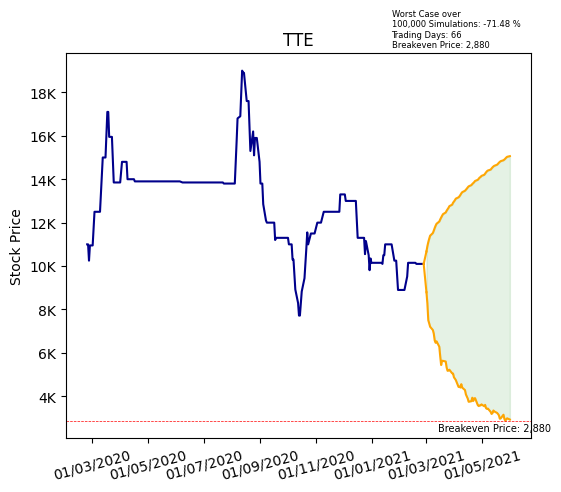 Worst Case over
100,000 Simulations: -71.48 %
Trading Days: 66
Breakeven Price: 2,880
TTE
Stock Price
18K
16K
14K
12K
10K
8K
6K
4K
Breakeven Price: 2,880
01/03/2020
01/05/2020
01/07/2020
01/09/2020
01/11/2020
01/01/2021
01/03/2021
01/05/2021